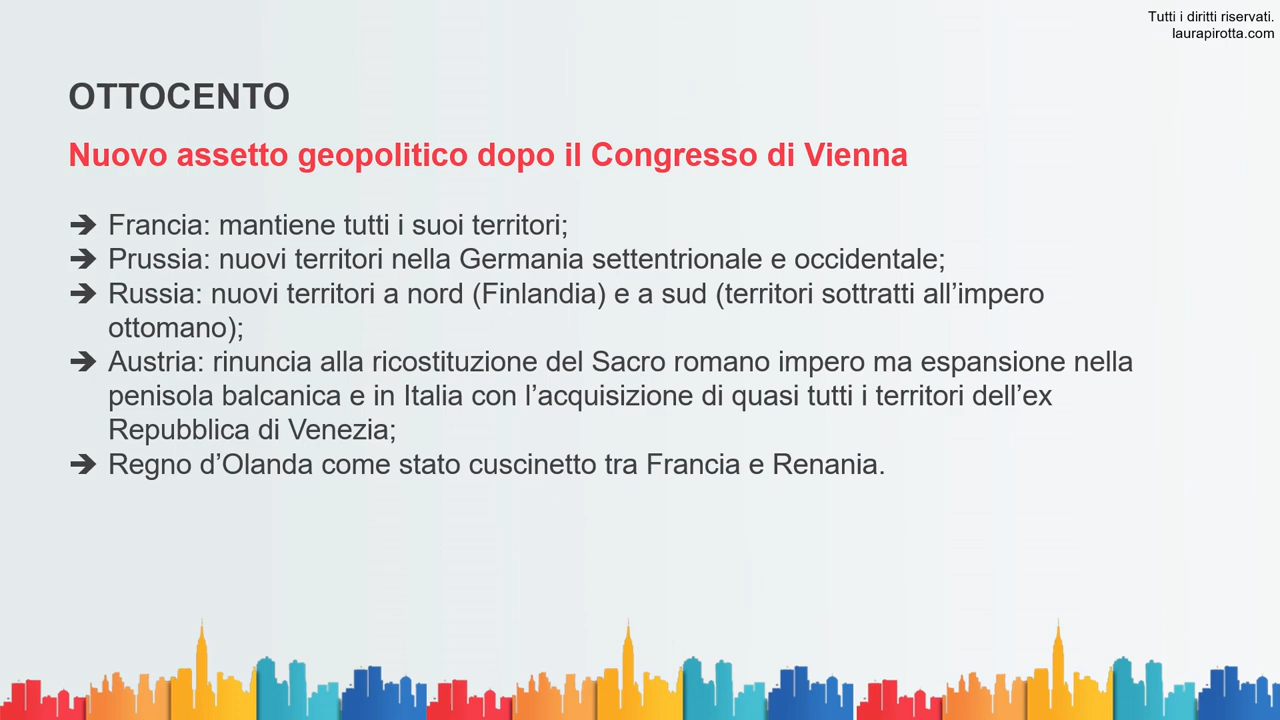 Tutti i diritti riservati.
laurapirotta.com
OTTOCENTO
Nuovo assetto geopolitico dopo il Congresso di Vienna
➔ Francia: mantiene tutti i suoi territori;
➔ Prussia: nuovi territori nella Germania settentrionale e occidentale;
➔ Russia: nuovi territori a nord (Finlandia) e a sud (territori sottratti all’impero
ottomano);
➔ Austria: rinuncia alla ricostituzione del Sacro romano impero ma espansione nella
penisola balcanica e in Italia con l’acquisizione di quasi tutti i territori dell’ex
Repubblica di Venezia;
➔ Regno d’Olanda come stato cuscinetto tra Francia e Renania.